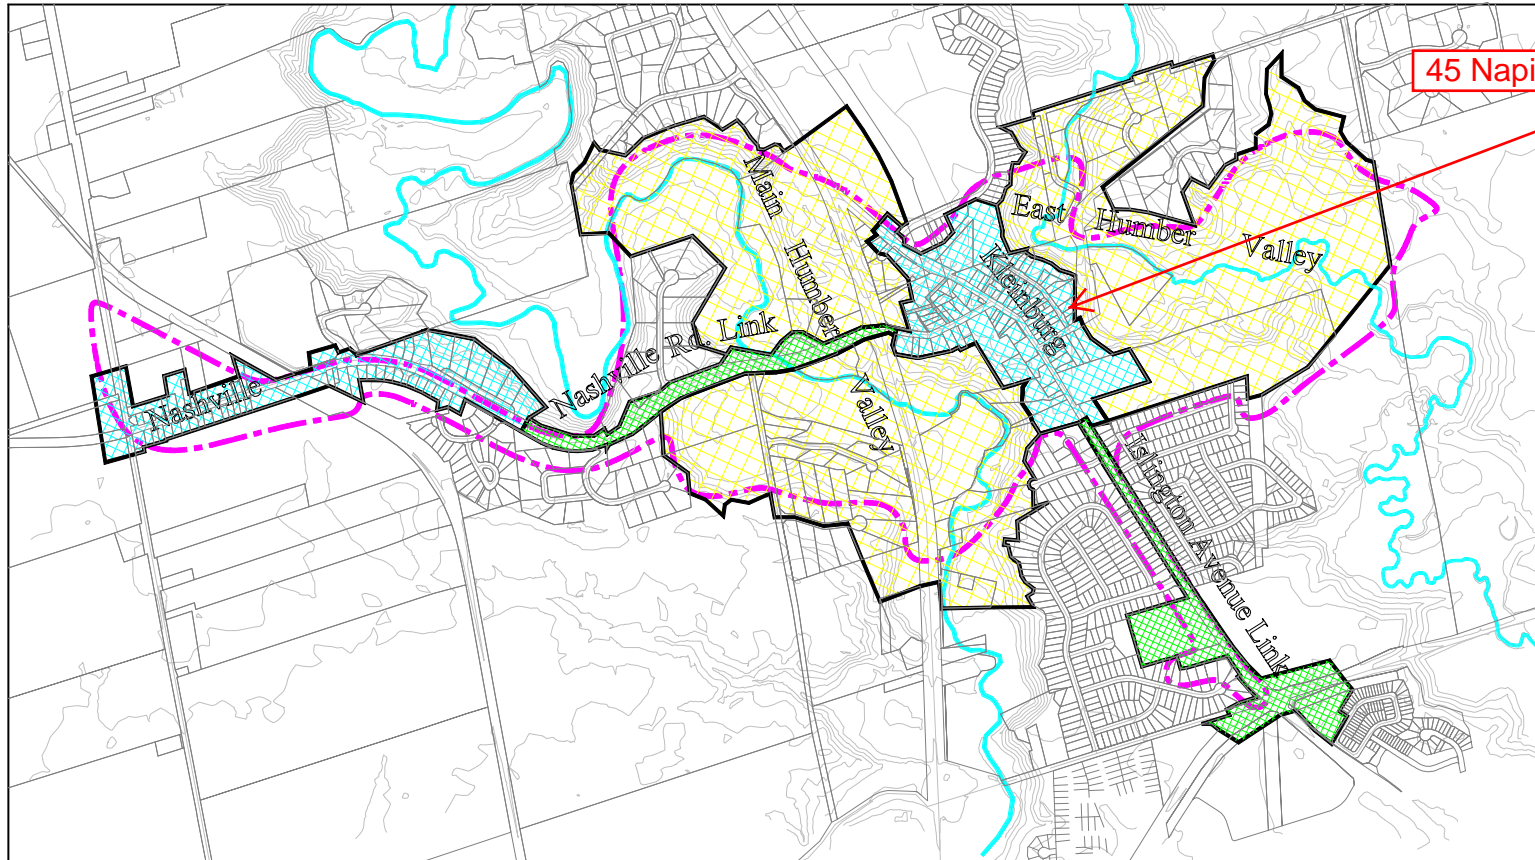 45 Napi
Main
Humber
Valley
East Humber Valley
Kleinburg
Nashville
Nashville Rd. Link
Islington Avenue Link